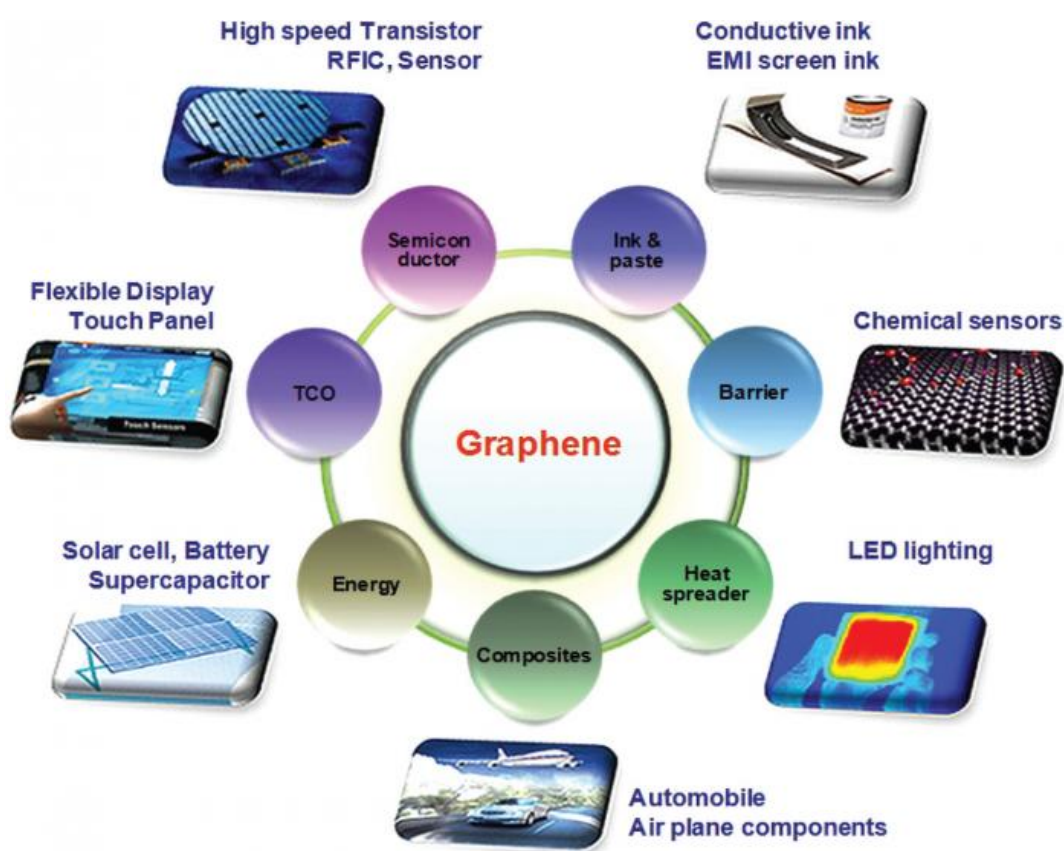 High speed Transistor
RFIC, Sensor
Conductive ink
EMI screen ink
Semicon
ductor
Ink &
paste
Flexible Display
Touch Panel
Chemical sensors
TCO
Barrier
Touch Sensors
Graphene
Solar cell, Battery
Supercapacitor
LED lighting
Energy
Heat
spreader
Composites
Automobile
Air plane components